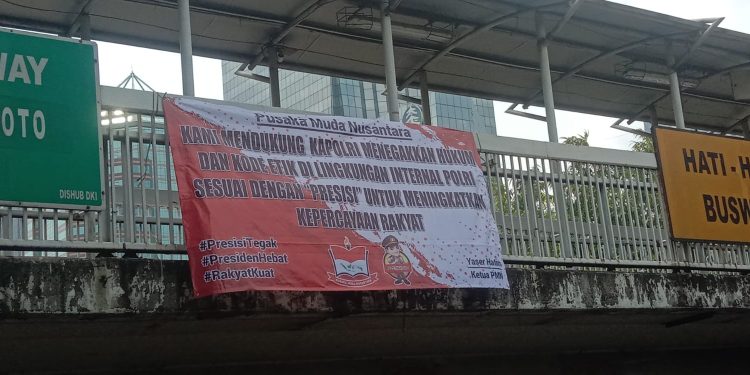 WAY
OTO
DISHUB DKI
Pusaka Muda Nusantara
KAMI MENDUKUNG KAPOLRI MENEGAKKAN HUKUM
DAN KODE ETIK DI LINGKUNGAN INTERNAL POLRI
SESUAI DENGAN "PRESISI" UNTUK MENINGKATKAN
KEPERCAYAAN RAKYAT
#PresisiTegak
#PresidenHebat
#RakyatKuat
Yaser Hatim
Ketua PMN
HATI - H
BUSW